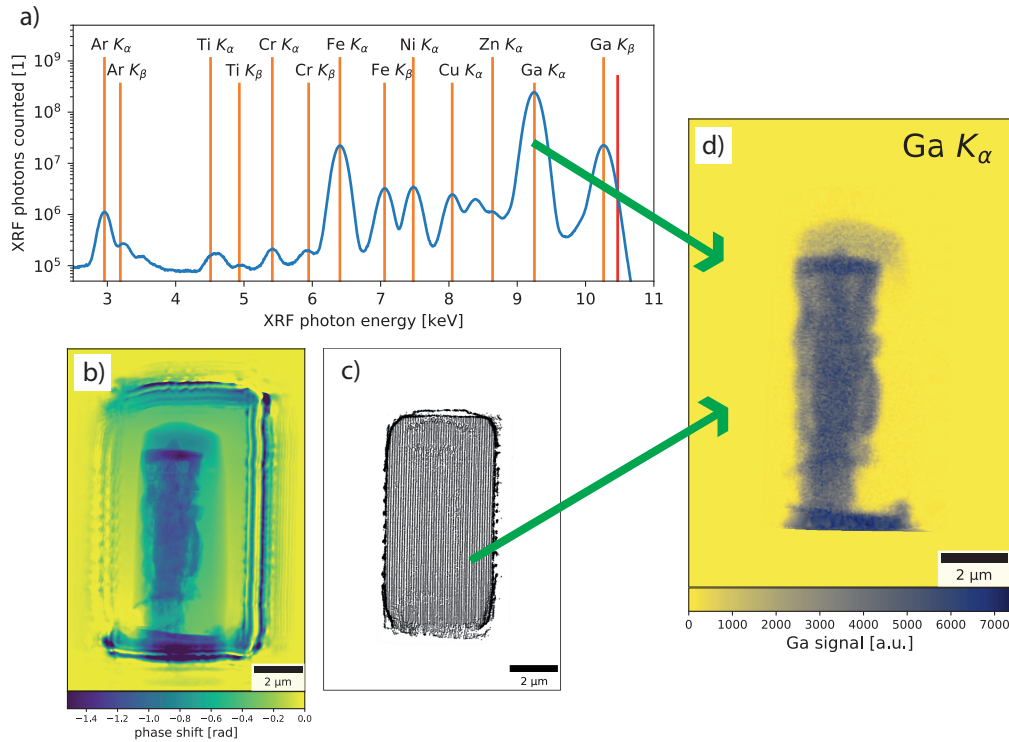 a)
Ar Kα
Ti Kα
Cr Kα
Fe Kα
Ni Kα
Zn Kα
Ga Kβ
Ar Kβ
Ti Kβ
Cr Kβ
Fe Kβ
Cu Kα
Ga Kα
XRF photons counted [1]
10⁹
10⁸
10⁷
10⁶
10⁵
3 4 5 6 7 8 9 10 11
XRF photon energy [keV]
b)
2 μm
−1.4 −1.2 −1.0 −0.8 −0.6 −0.4 −0.2 0.0
phase shift [rad]
c)
2 μm
d)
Ga Kα
2 μm
0 1000 2000 3000 4000 5000 6000 7000
Ga signal [a.u.]